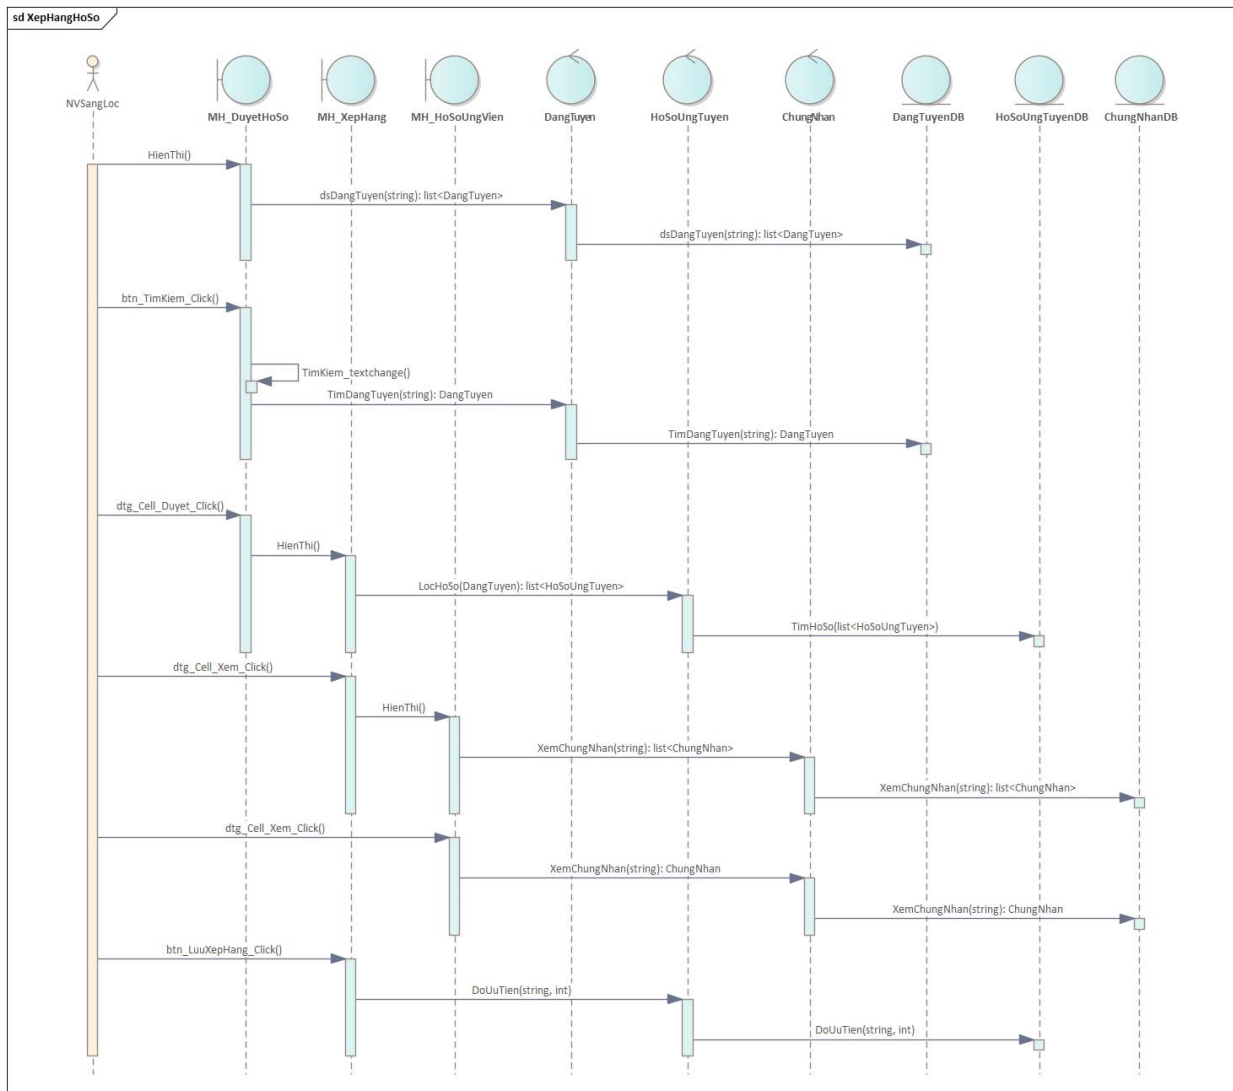 sd XepHangHoSo
NVSangLoc
MH_DuyetHoSo
MH_XepHang
MH_HoSoUngVien
DangTuyen
HoSoUngTuyen
ChungNhan
DangTuyenDB
HoSoUngTuyenDB
ChungNhanDB
HienThi()
dsDangTuyen(string): list<DangTuyen>
dsDangTuyen(string): list<DangTuyen>
btn_TimKiem_Click()
TimKiem_textchange()
TimDangTuyen(string): DangTuyen
TimDangTuyen(string): DangTuyen
dtg_Cell_Duyet_Click()
HienThi()
LocHoSo(DangTuyen): list<HoSoUngTuyen>
TimHoSo(list<HoSoUngTuyen>)
dtg_Cell_Xem_Click()
HienThi()
XemChungNhan(string): list<ChungNhan>
XemChungNhan(string): list<ChungNhan>
dtg_Cell_Xem_Click()
XemChungNhan(string): ChungNhan
XemChungNhan(string): ChungNhan
btn_LuuXepHang_Click()
DoUuTien(string, int)
DoUuTien(string, int)